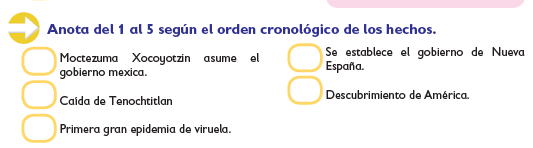 Anota del 1 al 5 según el orden cronológico de los hechos.
Moctezuma Xocoyotzin asume el
gobierno mexica.
Caída de Tenochtitlan
Primera gran epidemia de viruela.
Se establece el gobierno de Nueva
España.
Descubrimiento de América.